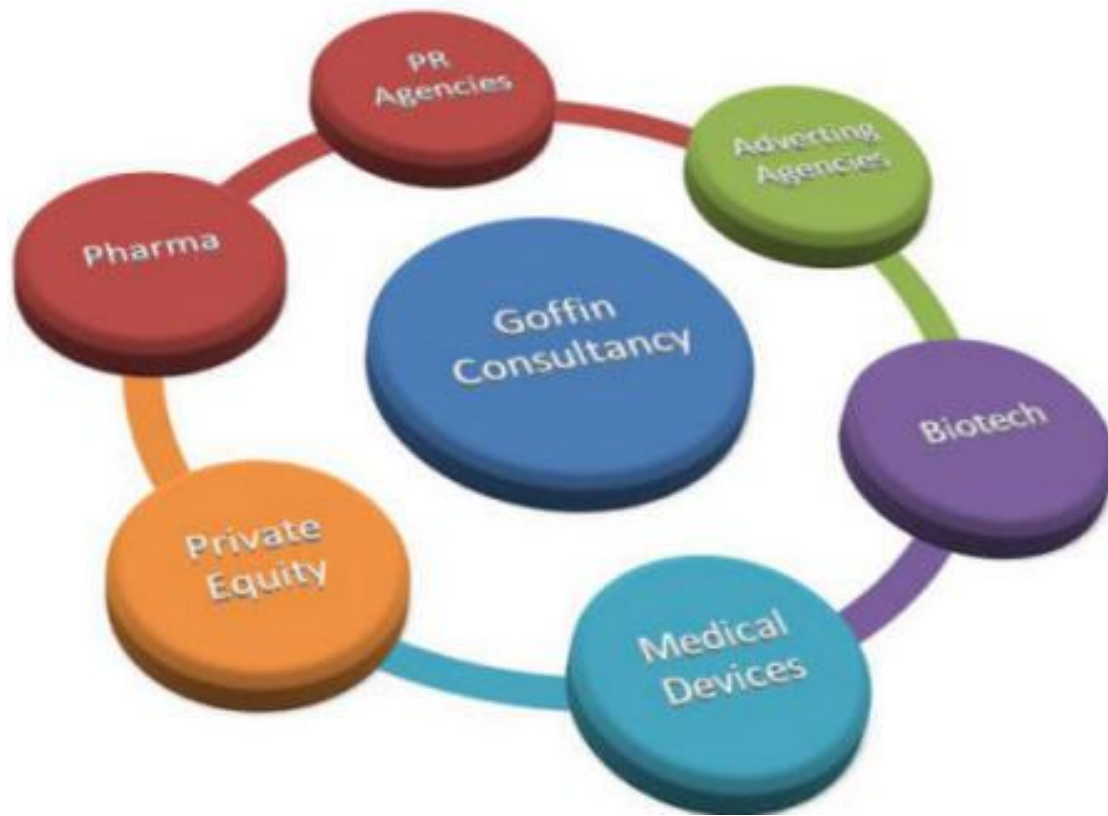 PR
Agencies
Adverting
Agencies
Pharma
Goffin
Consultancy
Biotech
Private
Equity
Medical
Devices